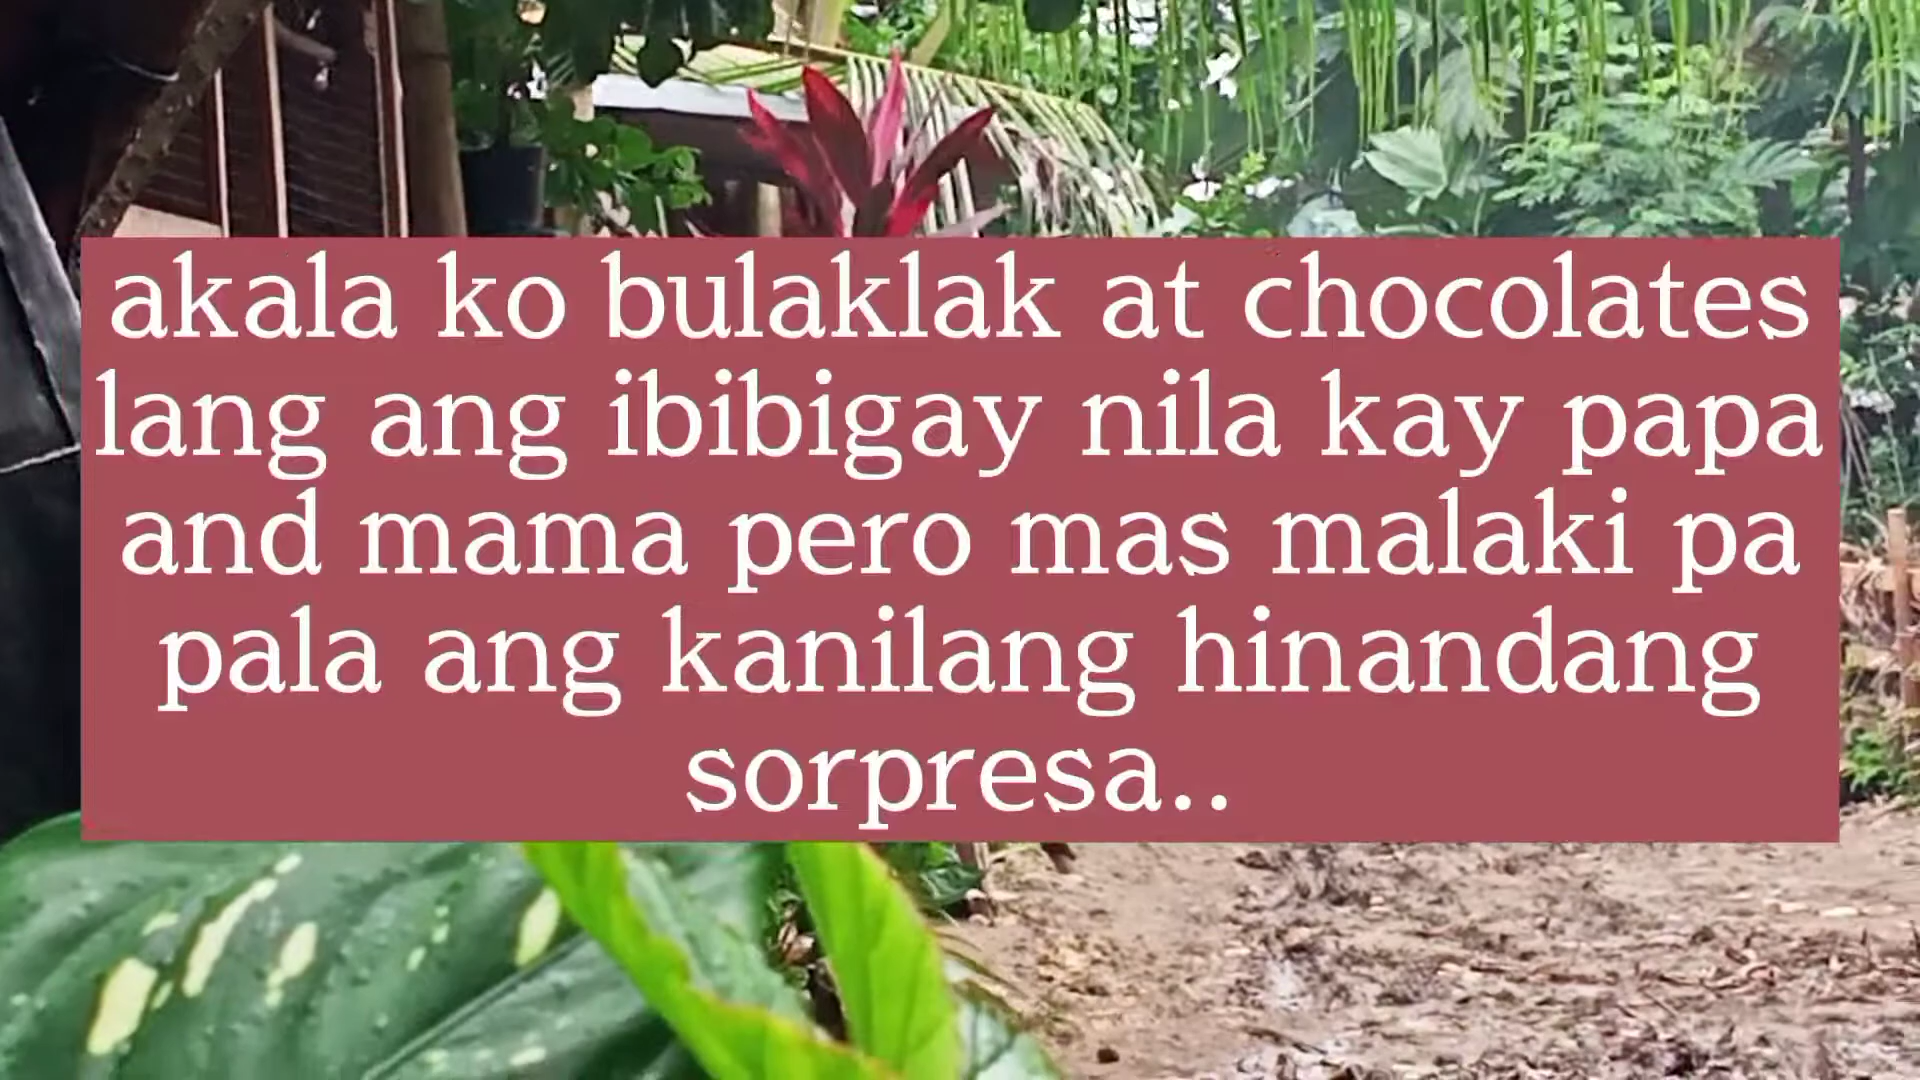 akala ko bulaklak at chocolates
lang ang ibibigay nila kay papa
and mama pero mas malaki pa
pala ang kanilang hinandang
sorpresa..